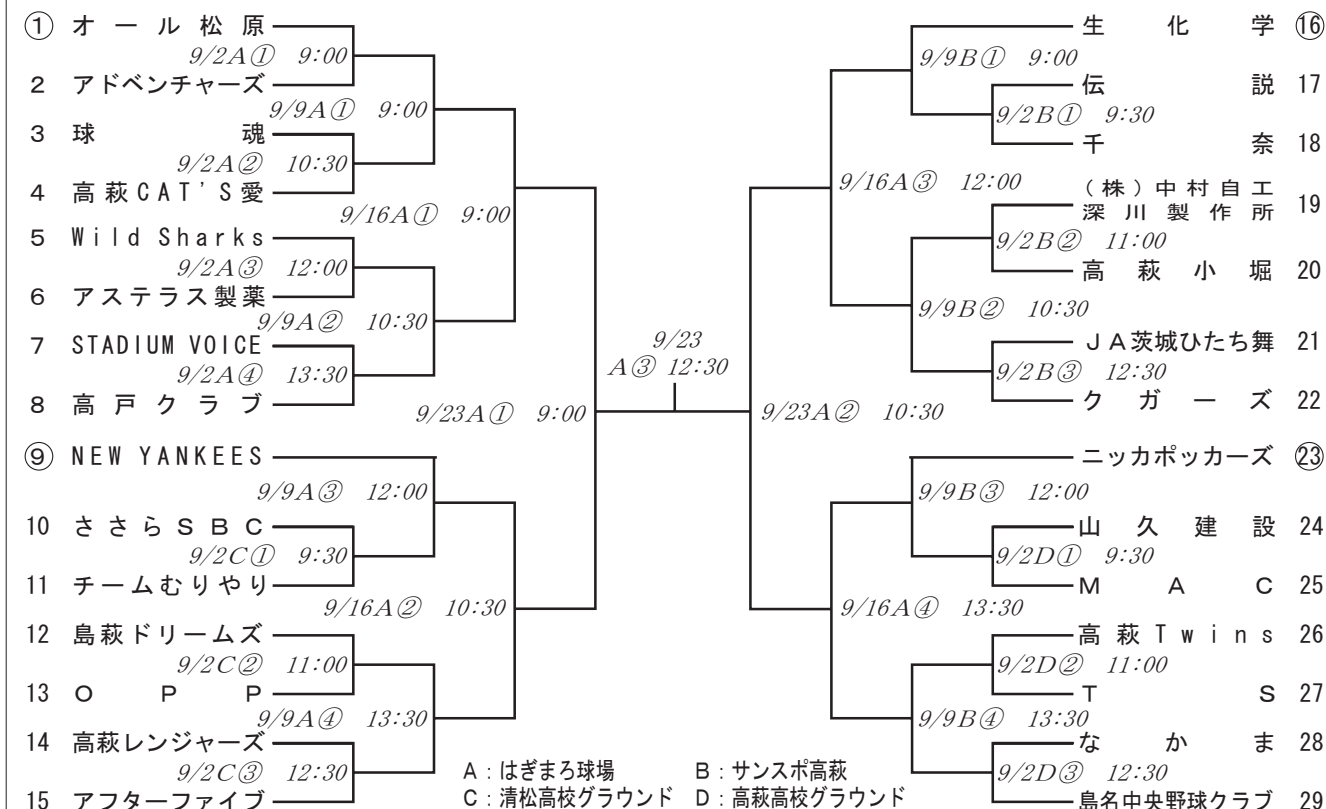 ① オール松原
9/2A① 9:00
2 アドベンチャーズ
9/9A① 9:00
3 球魂
9/2A② 10:30
4 高萩CAT'S愛
9/16A① 9:00
5 Wild Sharks
9/2A③ 12:00
6 アステラス製薬
9/9A② 10:30
7 STADIUM VOICE
9/2A④ 13:30
8 高戸クラブ
9/23A① 9:00
⑨ NEW YANKEES
9/9A③ 12:00
10 ささらSBC
9/2C① 9:30
11 チームむりやり
9/16A② 10:30
12 島萩ドリームズ
9/2C② 11:00
13 OPP
9/9A④ 13:30
14 高萩レンジャーズ
9/2C③ 12:30
15 アフターファイブ
9/23
A③ 12:30
生化学 ⑯
9/9B① 9:00
伝説 17
9/2B① 9:30
千奈 18
9/16A③ 12:00
(株)中村自工
深川製作所 19
9/2B② 11:00
高萩小堀 20
9/9B② 10:30
JA茨城ひたち舞 21
9/2B③ 12:30
クガーズ 22
9/23A② 10:30
ニッカポッカーズ ㉓
9/9B③ 12:00
山久建設 24
9/2D① 9:30
MAC 25
9/16A④ 13:30
高萩Twins 26
9/2D② 11:00
TS 27
9/9B④ 13:30
なかま 28
9/2D③ 12:30
島名中央野球クラブ 29
A:はぎまろ球場 B:サンスポ高萩
C:清松高校グラウンド D:高萩高校グラウンド